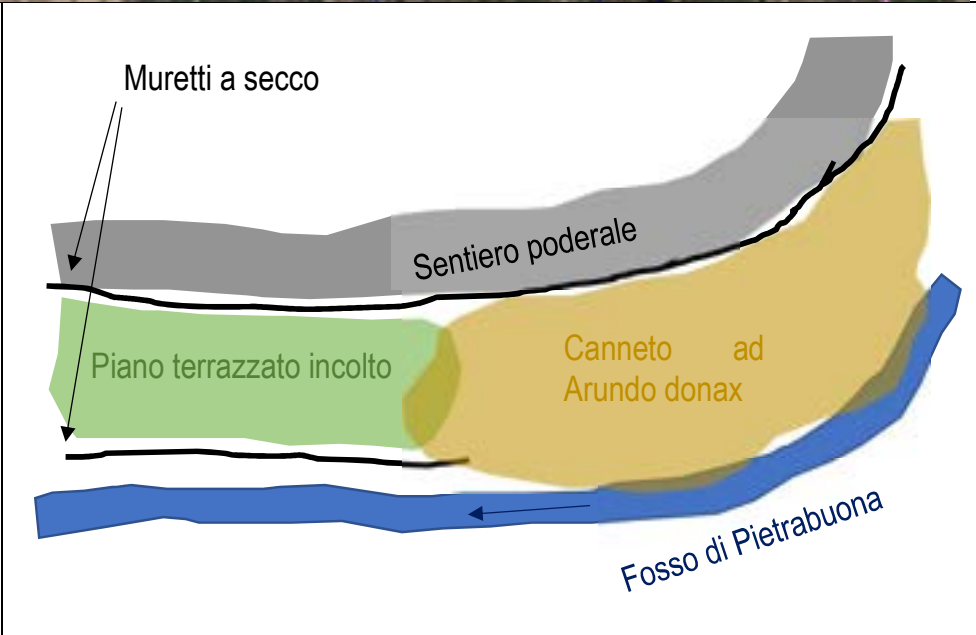 Muretti a secco
Sentiero poderale
Piano terrazzato incolto
Canneto ad
Arundo donax
Fosso di Pietrabuona